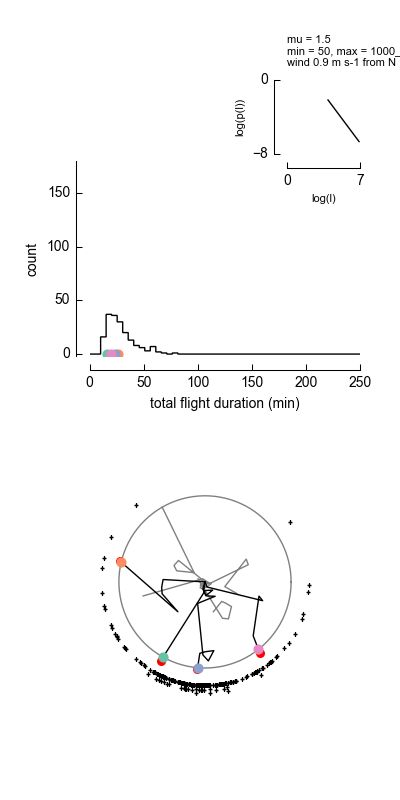 mu = 1.5
min = 50, max = 1000_
wind 0.9 m s-1 from N
0
−8
log(p(l))
0 7
log(l)
150
100
50
0
count
0 50 100 150 200 250
total flight duration (min)